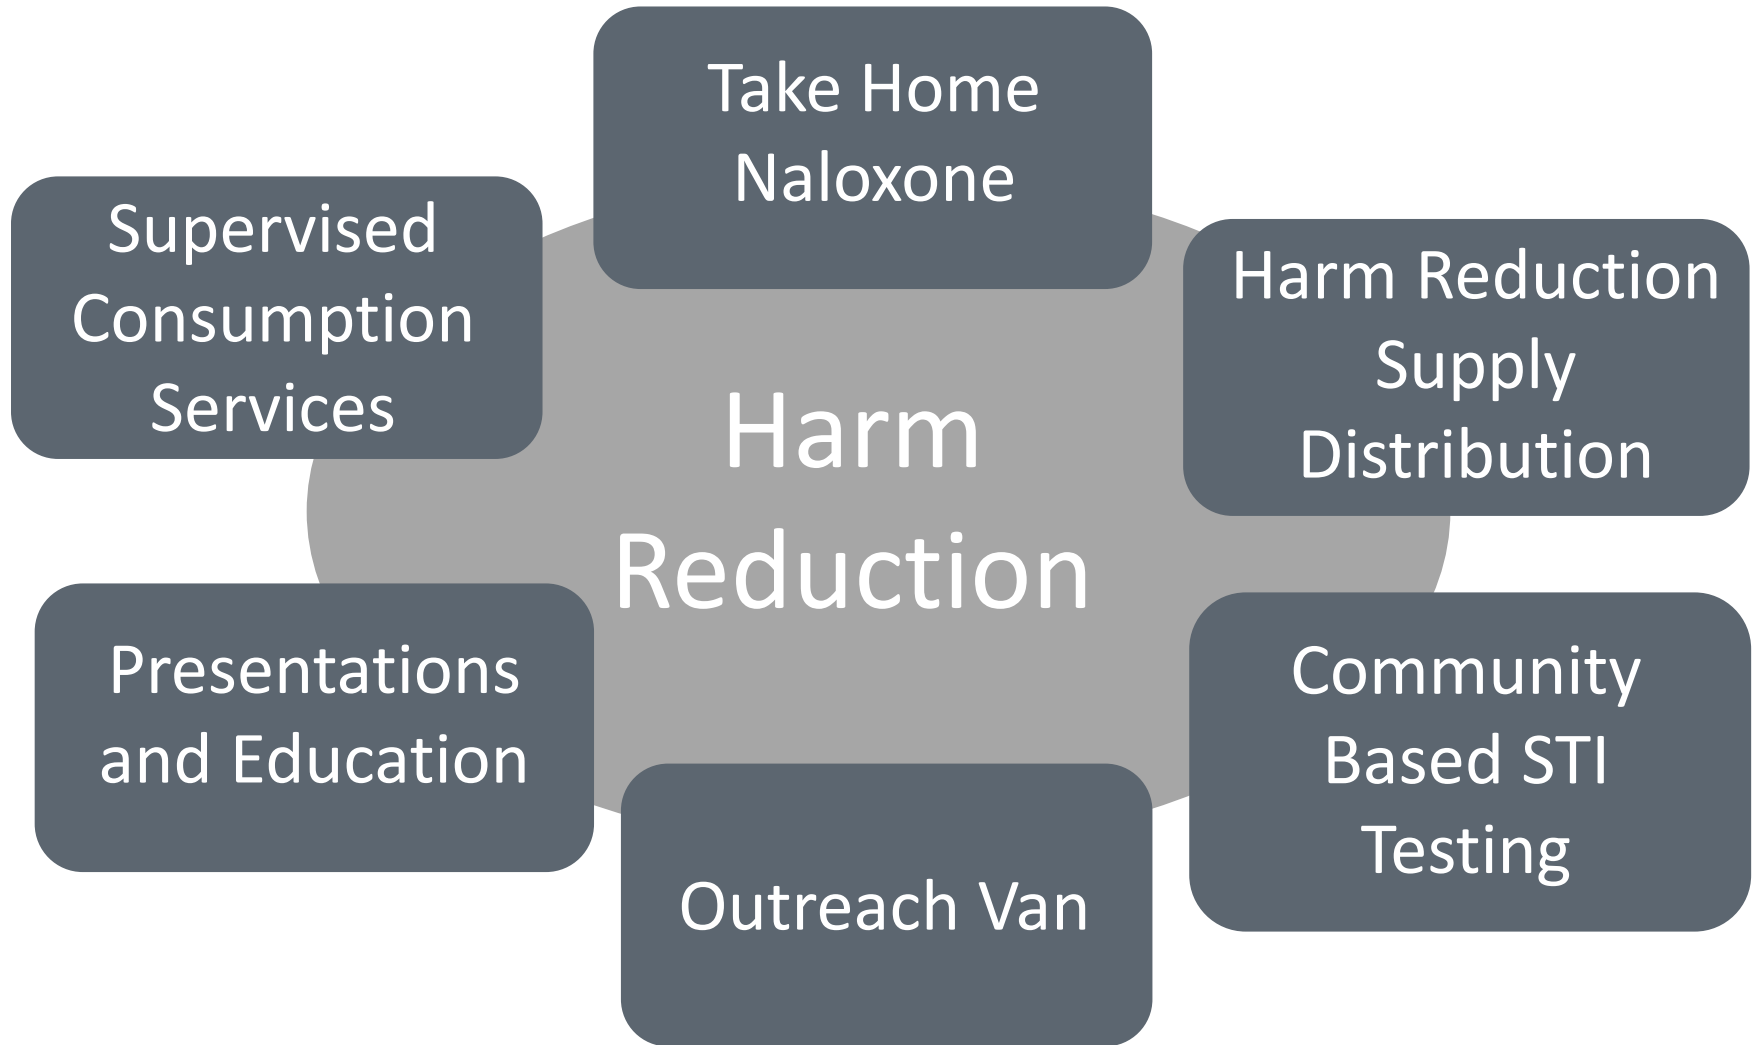 Take Home
Naloxone
Supervised
Consumption
Services
Harm Reduction
Supply
Distribution
Harm
Reduction
Presentations
and Education
Community
Based STI
Testing
Outreach Van